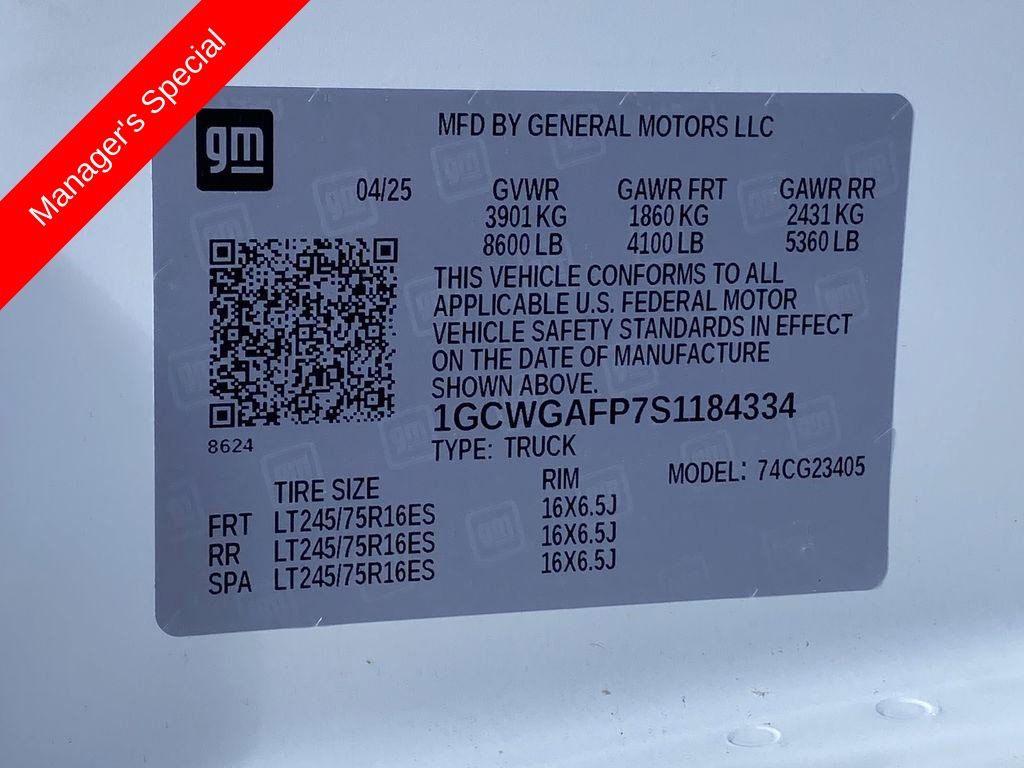 Manager's Special
gm
MFD BY GENERAL MOTORS LLC
04/25 GVWR GAWR FRT GAWR RR
3901 KG 1860 KG 2431 KG
8600 LB 4100 LB 5360 LB
THIS VEHICLE CONFORMS TO ALL
APPLICABLE U.S. FEDERAL MOTOR
VEHICLE SAFETY STANDARDS IN EFFECT
ON THE DATE OF MANUFACTURE
SHOWN ABOVE.
1GCWGAFP7S1184334
8624
TYPE: TRUCK
MODEL: 74CG23405
TIRE SIZE RIM
FRT LT245/75R16ES 16X6.5J
RR LT245/75R16ES 16X6.5J
SPA LT245/75R16ES 16X6.5J